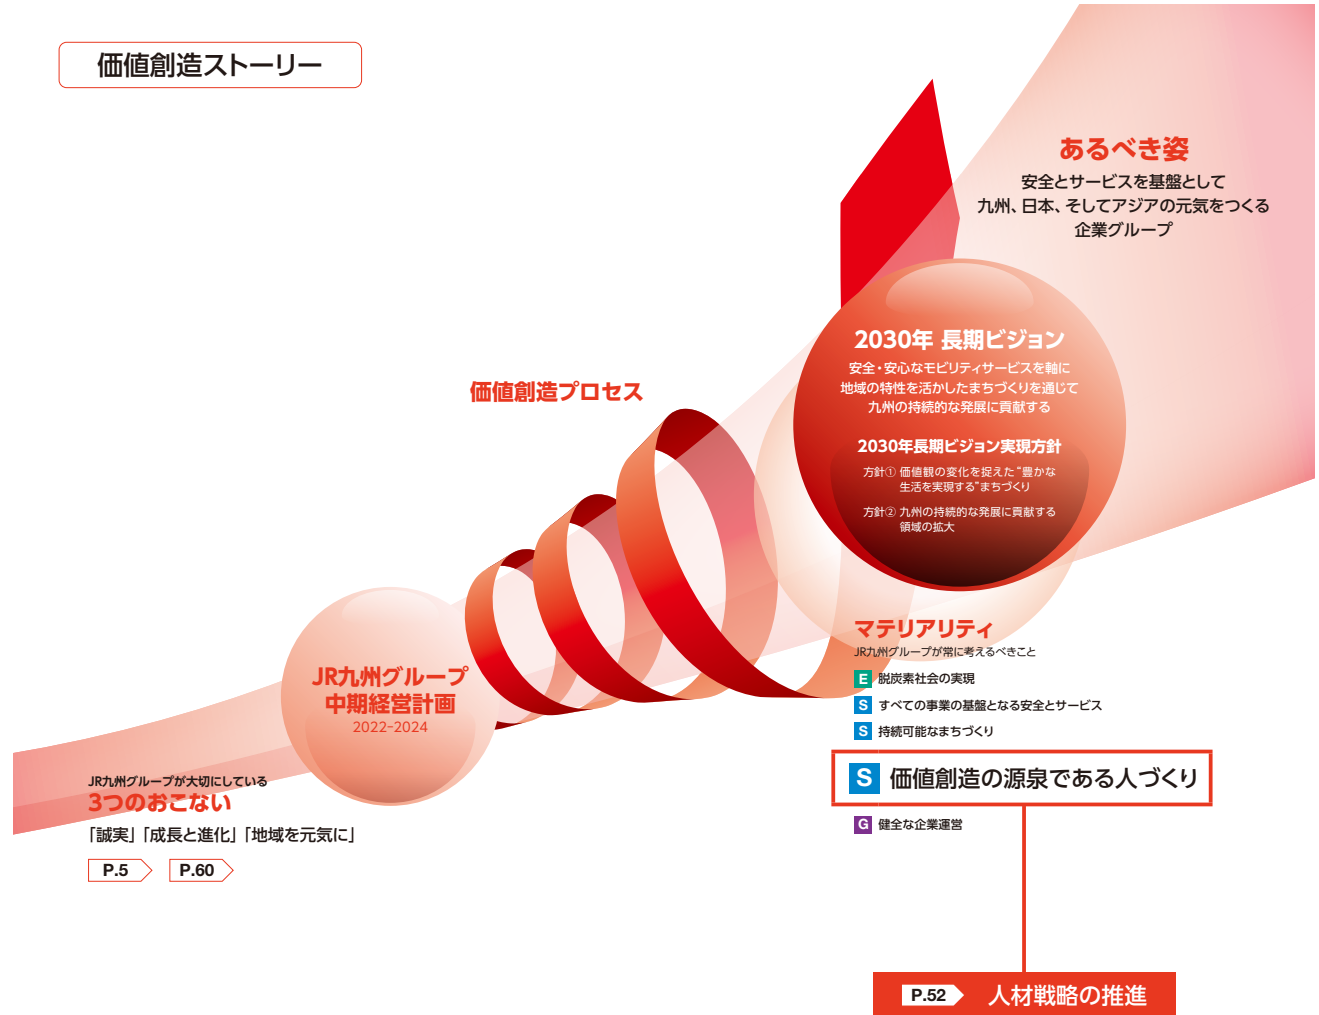 価値創造ストーリー
あるべき姿
安全とサービスを基盤として
九州、日本、そしてアジアの元気をつくる
企業グループ
2030年 長期ビジョン
安全・安心なモビリティサービスを軸に
地域の特性を活かしたまちづくりを通じて
九州の持続的な発展に貢献する
2030年長期ビジョン実現方針
方針① 価値観の変化を捉えた“豊かな
生活を実現する”まちづくり
方針② 九州の持続的な発展に貢献する
領域の拡大
価値創造プロセス
JR九州グループ
中期経営計画
2022-2024
JR九州グループが大切にしている
3つのおこない
「誠実」「成長と進化」「地域を元気に」
P.5 P.60
マテリアリティ
JR九州グループが常に考えるべきこと
E 脱炭素社会の実現
S すべての事業の基盤となる安全とサービス
S 持続可能なまちづくり
S 価値創造の源泉である人づくり
G 健全な企業運営
P.52 人材戦略の推進